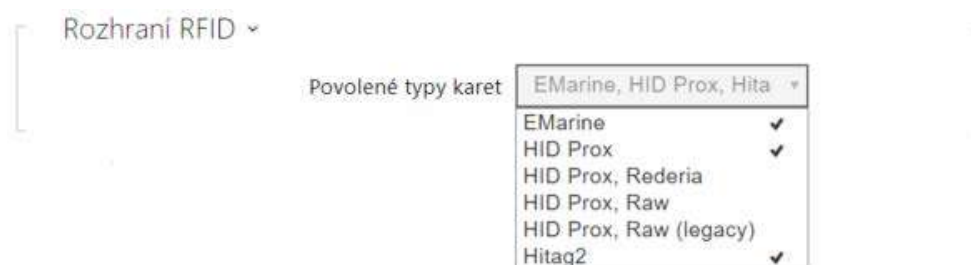 Rozhraní RFID
Povolené typy karet
EMarine, HID Prox, Hita
EMarine
HID Prox
HID Prox, Rederia
HID Prox, Raw
HID Prox, Raw (legacy)
Hitag2